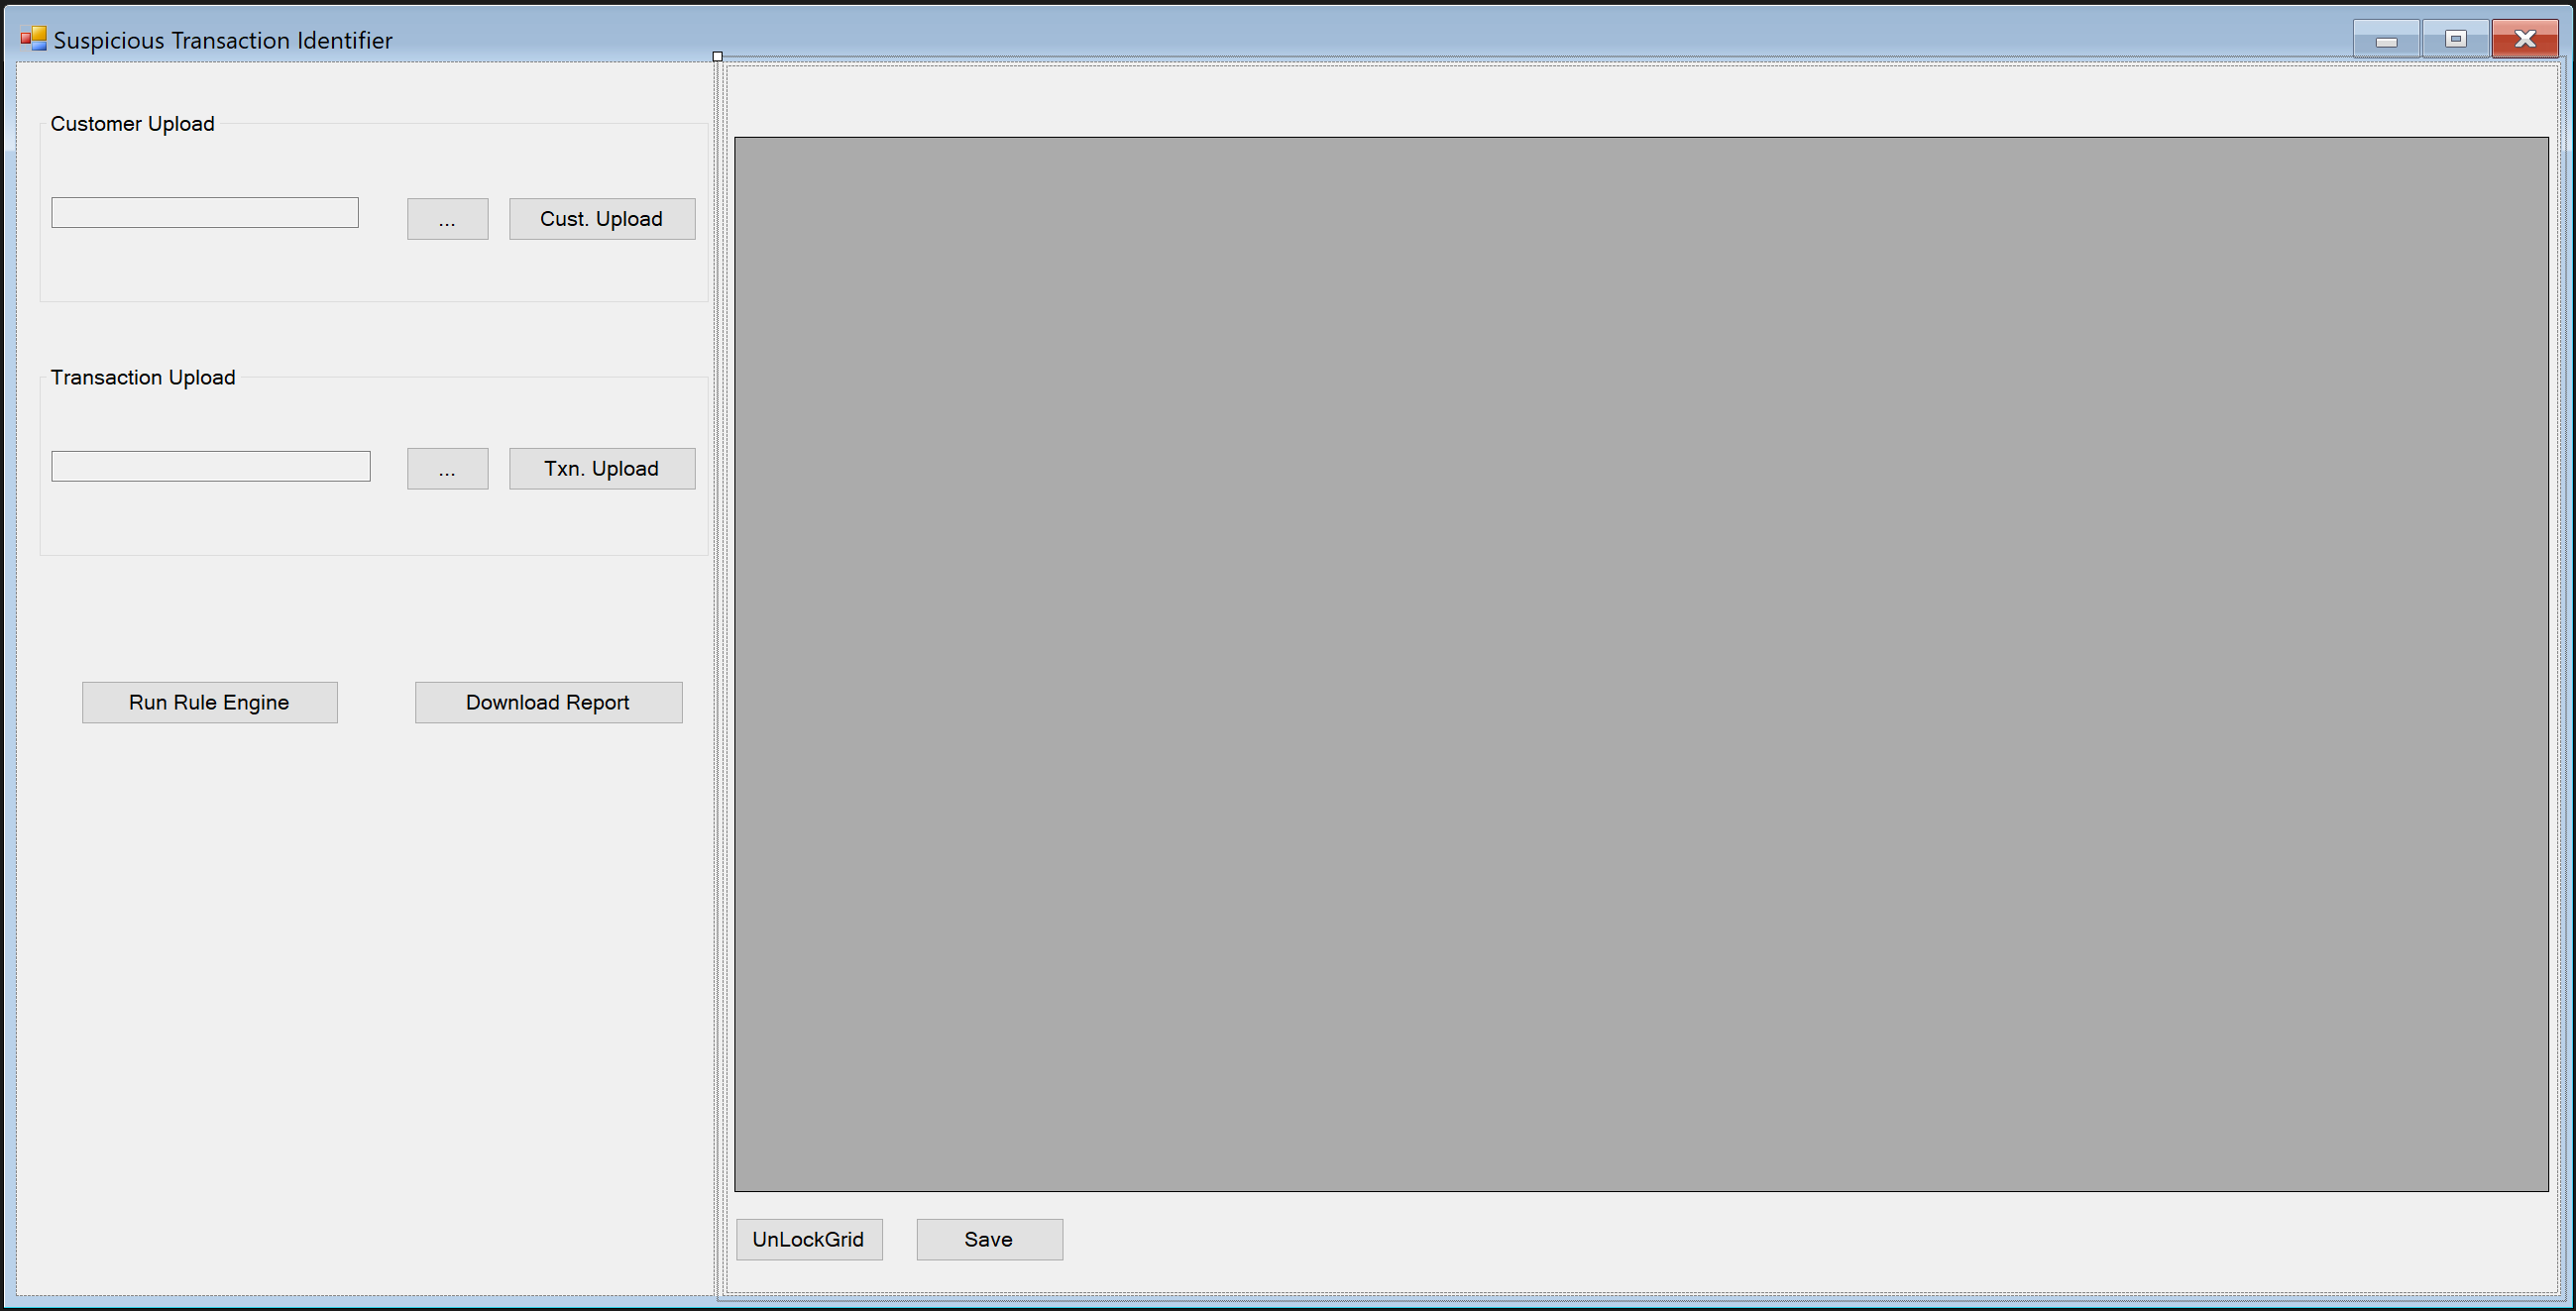 Suspicious Transaction Identifier
Customer Upload
... Cust. Upload
Transaction Upload
... Txn. Upload
Run Rule Engine Download Report
UnLockGrid Save